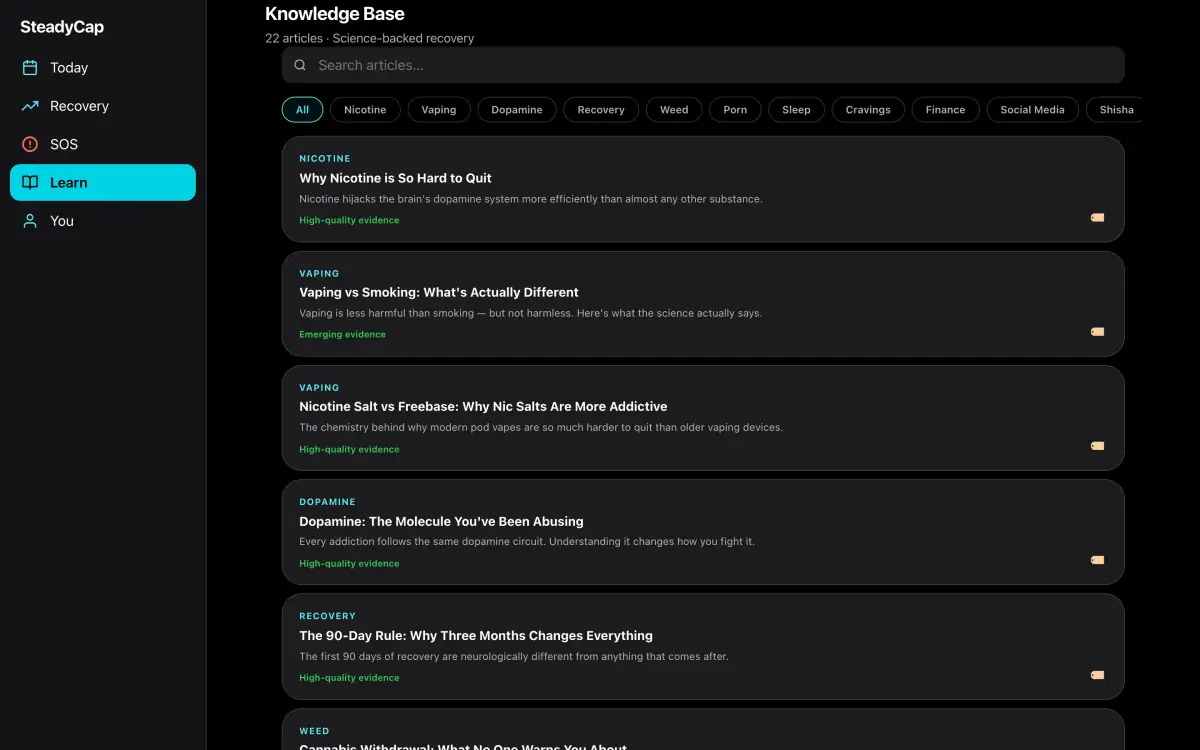 SteadyCap
Today
Recovery
SOS
Learn
You
Knowledge Base
22 articles · Science-backed recovery
Search articles...
All
Nicotine
Vaping
Dopamine
Recovery
Weed
Porn
Sleep
Cravings
Finance
Social Media
Shisha
NICOTINE
Why Nicotine is So Hard to Quit
Nicotine hijacks the brain's dopamine system more efficiently than almost any other substance.
High-quality evidence
VAPING
Vaping vs Smoking: What's Actually Different
Vaping is less harmful than smoking — but not harmless. Here's what the science actually says.
Emerging evidence
VAPING
Nicotine Salt vs Freebase: Why Nic Salts Are More Addictive
The chemistry behind why modern pod vapes are so much harder to quit than older vaping devices.
High-quality evidence
DOPAMINE
Dopamine: The Molecule You've Been Abusing
Every addiction follows the same dopamine circuit. Understanding it changes how you fight it.
High-quality evidence
RECOVERY
The 90-Day Rule: Why Three Months Changes Everything
The first 90 days of recovery are neurologically different from anything that comes after.
High-quality evidence
WEED
Cannabis Withdrawal: What No One Warns You About